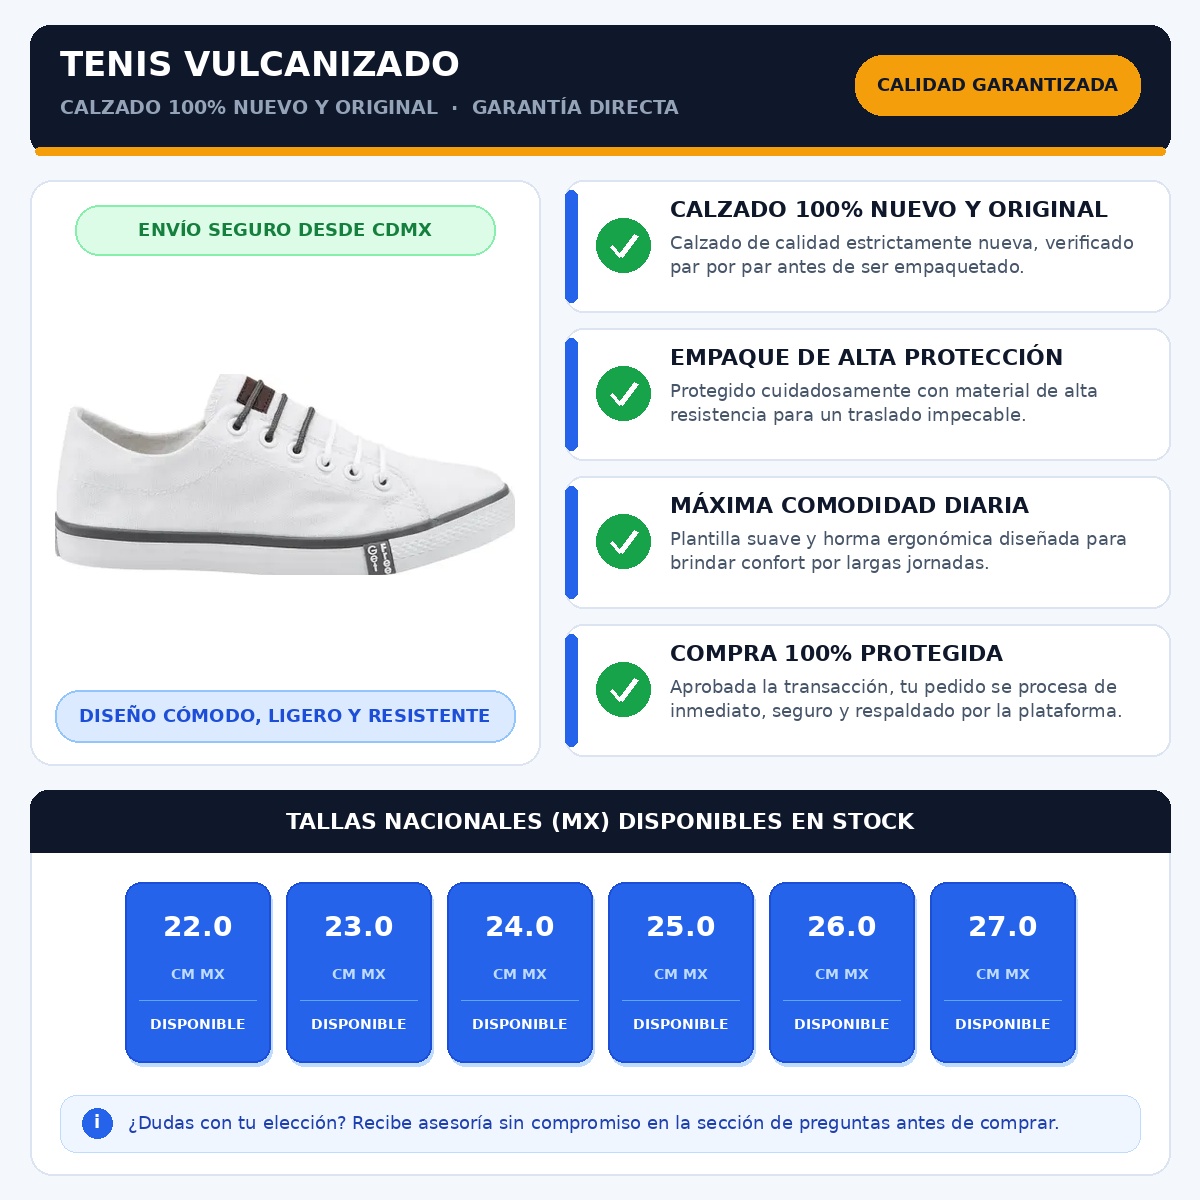 TENIS VULCANIZADO
CALZADO 100% NUEVO Y ORIGINAL · GARANTÍA DIRECTA
CALIDAD GARANTIZADA
ENVÍO SEGURO DESDE CDMX
Get
Free
DISEÑO CÓMODO, LIGERO Y RESISTENTE
CALZADO 100% NUEVO Y ORIGINAL
Calzado de calidad estrictamente nueva, verificado
par por par antes de ser empaquetado.
EMPAQUE DE ALTA PROTECCIÓN
Protegido cuidadosamente con material de alta
resistencia para un traslado impecable.
MÁXIMA COMODIDAD DIARIA
Plantilla suave y horma ergonómica diseñada para
brindar confort por largas jornadas.
COMPRA 100% PROTEGIDA
Aprobada la transacción, tu pedido se procesa de
inmediato, seguro y respaldado por la plataforma.
TALLAS NACIONALES (MX) DISPONIBLES EN STOCK
22.0
CM MX
DISPONIBLE
23.0
CM MX
DISPONIBLE
24.0
CM MX
DISPONIBLE
25.0
CM MX
DISPONIBLE
26.0
CM MX
DISPONIBLE
27.0
CM MX
DISPONIBLE
i
¿Dudas con tu elección? Recibe asesoría sin compromiso en la sección de preguntas antes de comprar.